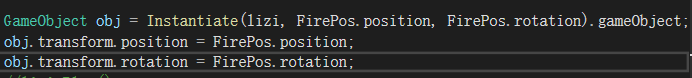 GameObject obj = Instantiate(lizi, FirePos.position, FirePos.rotation).gameObject;
obj.transform.position = FirePos.position;
obj.transform.rotation = FirePos.rotation;